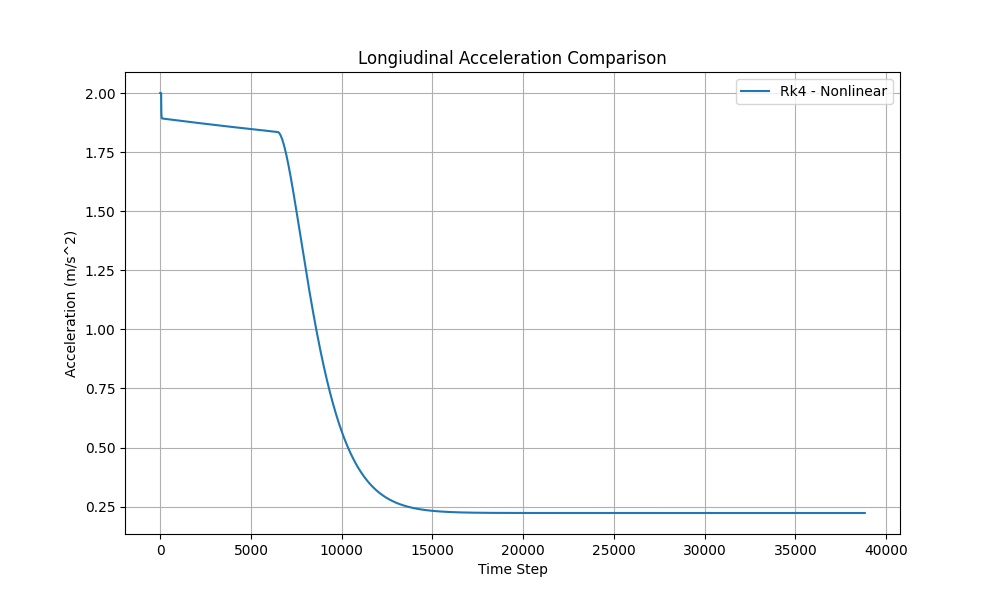 Longiudinal Acceleration Comparison
Rk4 - Nonlinear
Acceleration (m/s^2)
2.00
1.75
1.50
1.25
1.00
0.75
0.50
0.25
0 5000 10000 15000 20000 25000 30000 35000 40000
Time Step